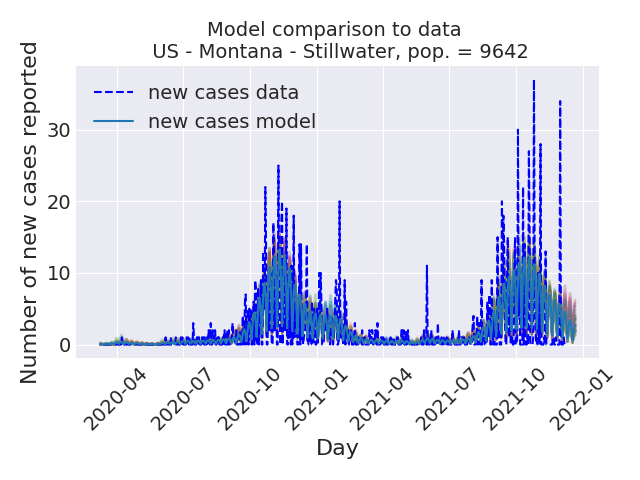 Model comparison to data
US - Montana - Stillwater, pop. = 9642
new cases data
new cases model
Number of new cases reported
30
20
10
0
2020-04
2020-07
2020-10
2021-01
2021-04
2021-07
2021-10
2022-01
Day